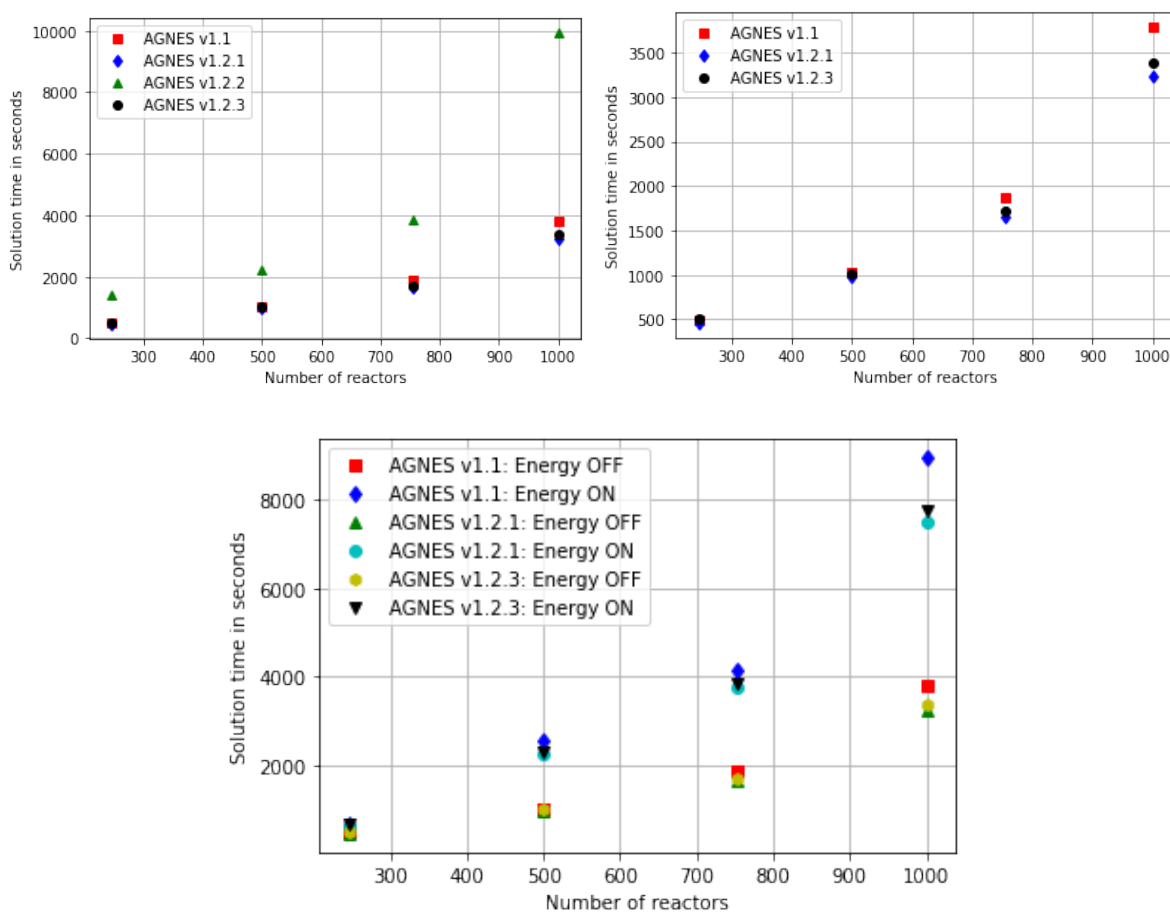 10000
8000
6000
4000
2000
0
Solution time in seconds
AGNES v1.1
AGNES v1.2.1
AGNES v1.2.2
AGNES v1.2.3
300 400 500 600 700 800 900 1000
Number of reactors
3500
3000
2500
2000
1500
1000
500
Solution time in seconds
AGNES v1.1
AGNES v1.2.1
AGNES v1.2.3
300 400 500 600 700 800 900 1000
Number of reactors
8000
6000
4000
2000
Solution time in seconds
AGNES v1.1: Energy OFF
AGNES v1.1: Energy ON
AGNES v1.2.1: Energy OFF
AGNES v1.2.1: Energy ON
AGNES v1.2.3: Energy OFF
AGNES v1.2.3: Energy ON
300 400 500 600 700 800 900 1000
Number of reactors